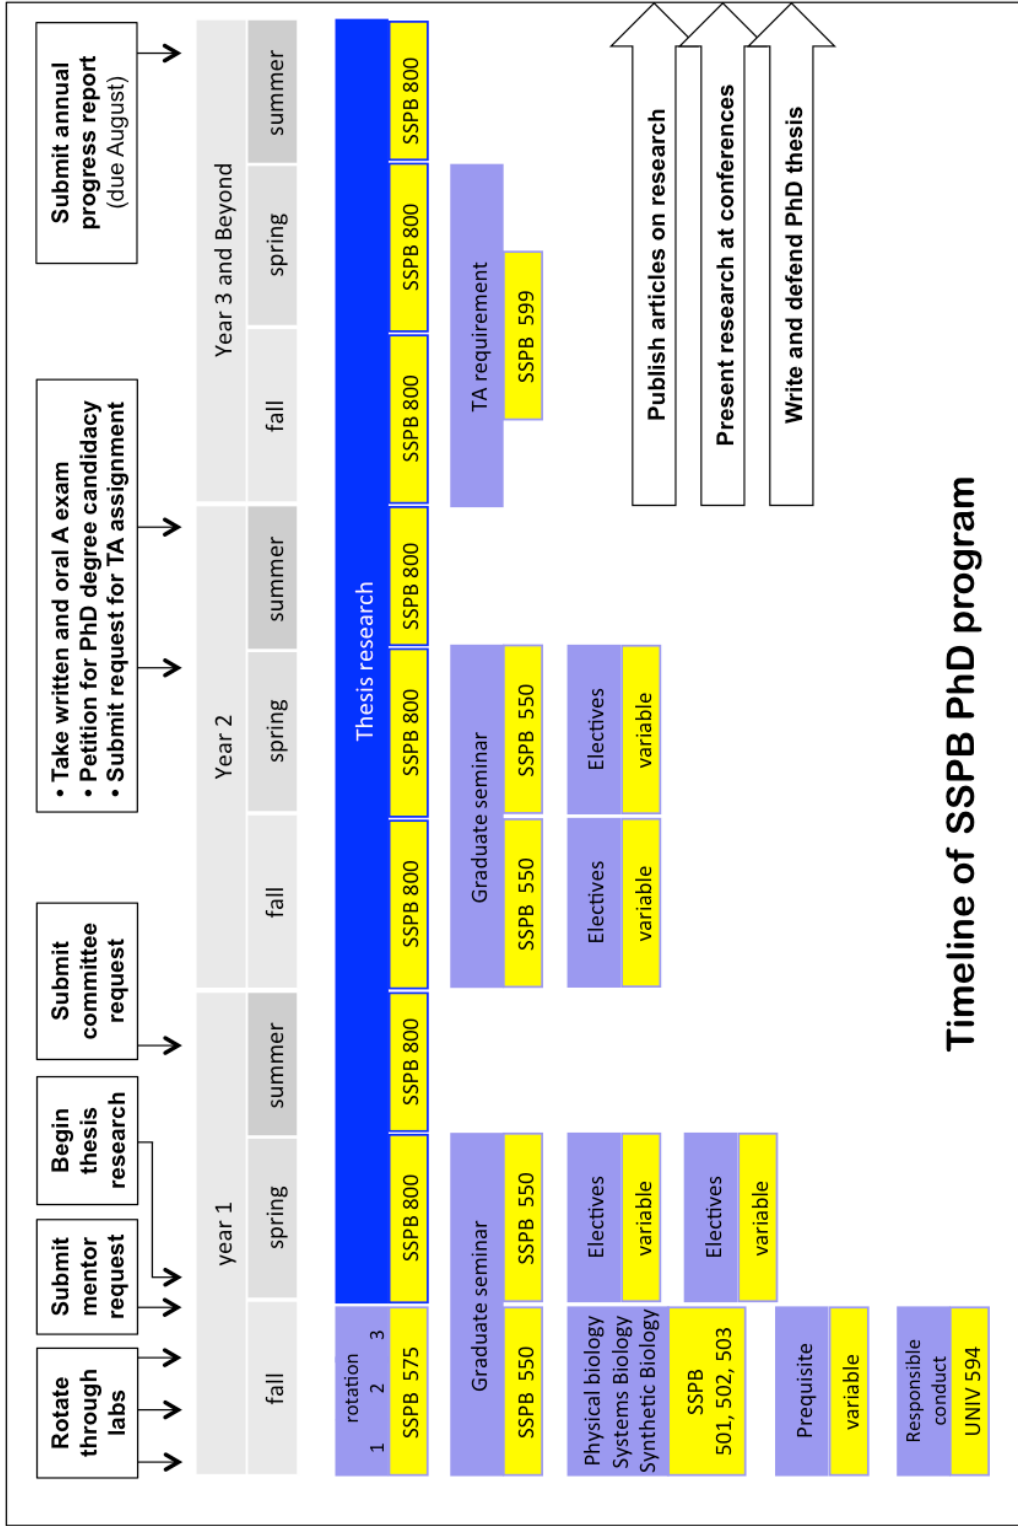 Rotate
through
labs
Submit
mentor
request
Begin
thesis
research
Submit
committee
request
• Take written and oral A exam
• Petition for PhD degree candidacy
• Submit request for TA assignment
Submit annual
progress report
(due August)
year 1
Year 2
Year 3 and Beyond
fall
spring
summer
fall
spring
summer
fall
spring
summer
rotation
1 2 3
Thesis research
SSPB 575
SSPB 800
SSPB 800
SSPB 800
SSPB 800
SSPB 800
SSPB 800
SSPB 800
SSPB 800
Graduate seminar
Graduate seminar
TA requirement
SSPB 550
SSPB 550
SSPB 550
SSPB 550
SSPB 599
Physical biology
Systems Biology
Synthetic Biology
SSPB
501, 502, 503
Electives
variable
Electives
variable
Electives
variable
Electives
variable
Prequisite
variable
Responsible
conduct
UNIV 594
Publish articles on research
Present research at conferences
Write and defend PhD thesis
Timeline of SSPB PhD program